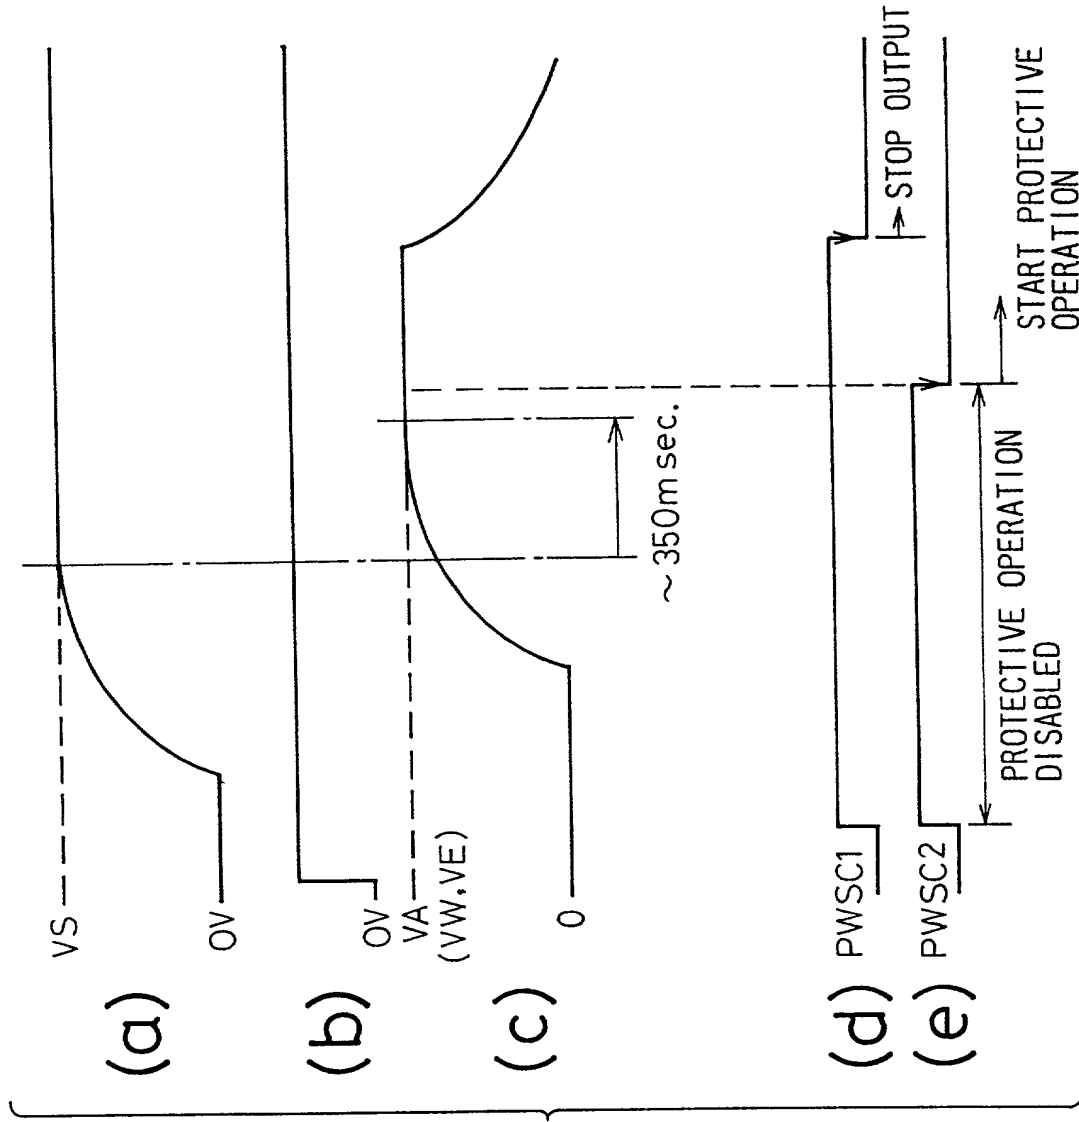 (a)
VS
0V
(b)
0V
(c)
VA
(VW,VE)
0
~350msec.
(d)
PWSC1
STOP OUTPUT
(e)
PWSC2
PROTECTIVE OPERATION
DISABLED
START PROTECTIVE
OPERATION